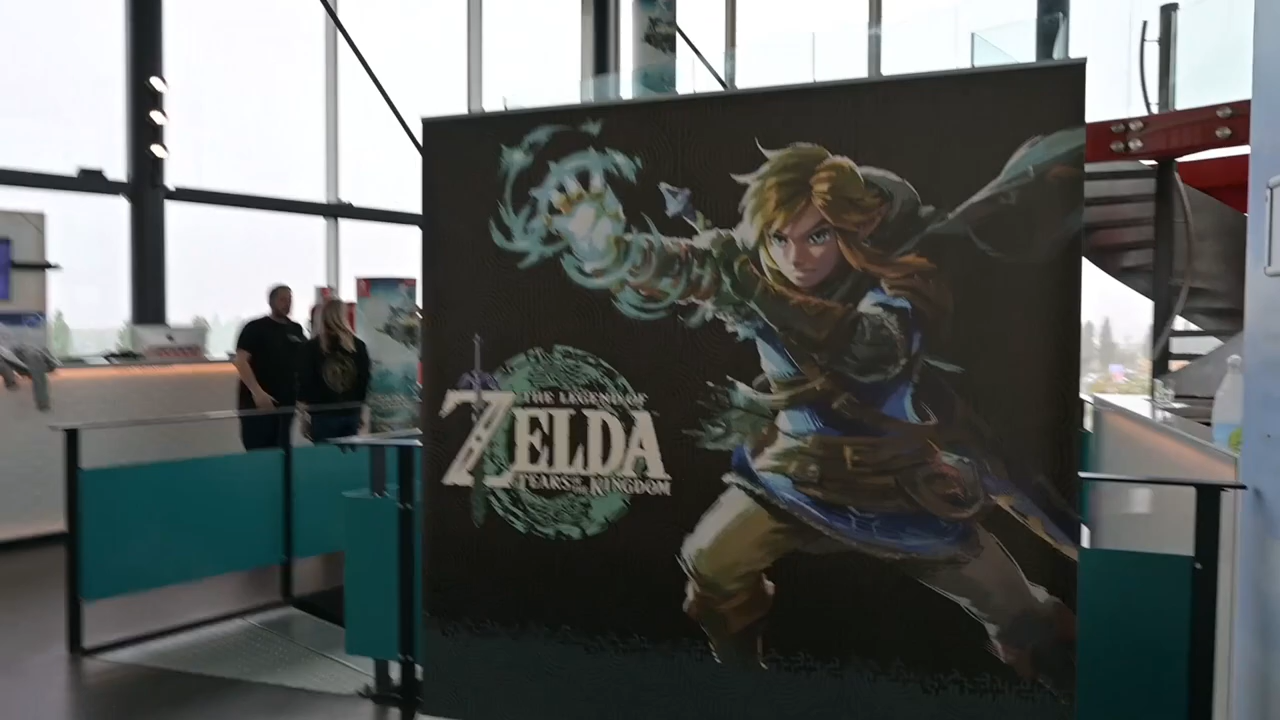 THE LEGEND OF
ZELDA
TEARS OF THE KINGDOM